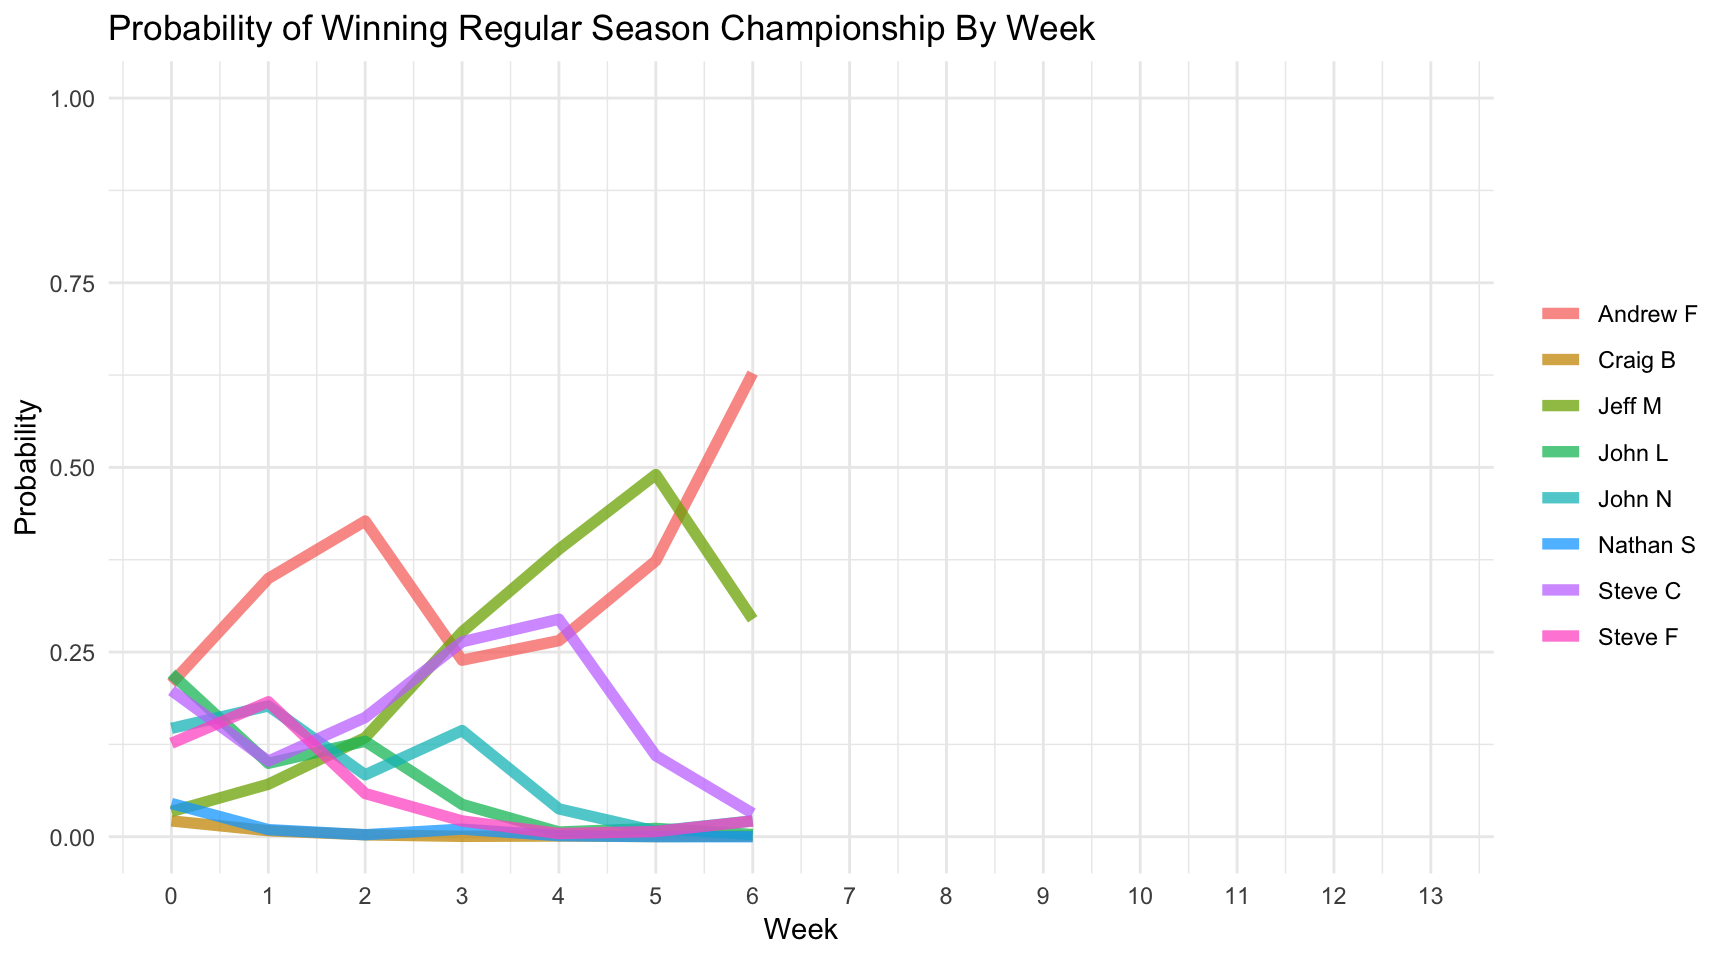 Probability of Winning Regular Season Championship By Week
1.00
0.75
0.50
0.25
0.00
Probability
0 1 2 3 4 5 6 7 8 9 10 11 12 13
Week
Andrew F
Craig B
Jeff M
John L
John N
Nathan S
Steve C
Steve F